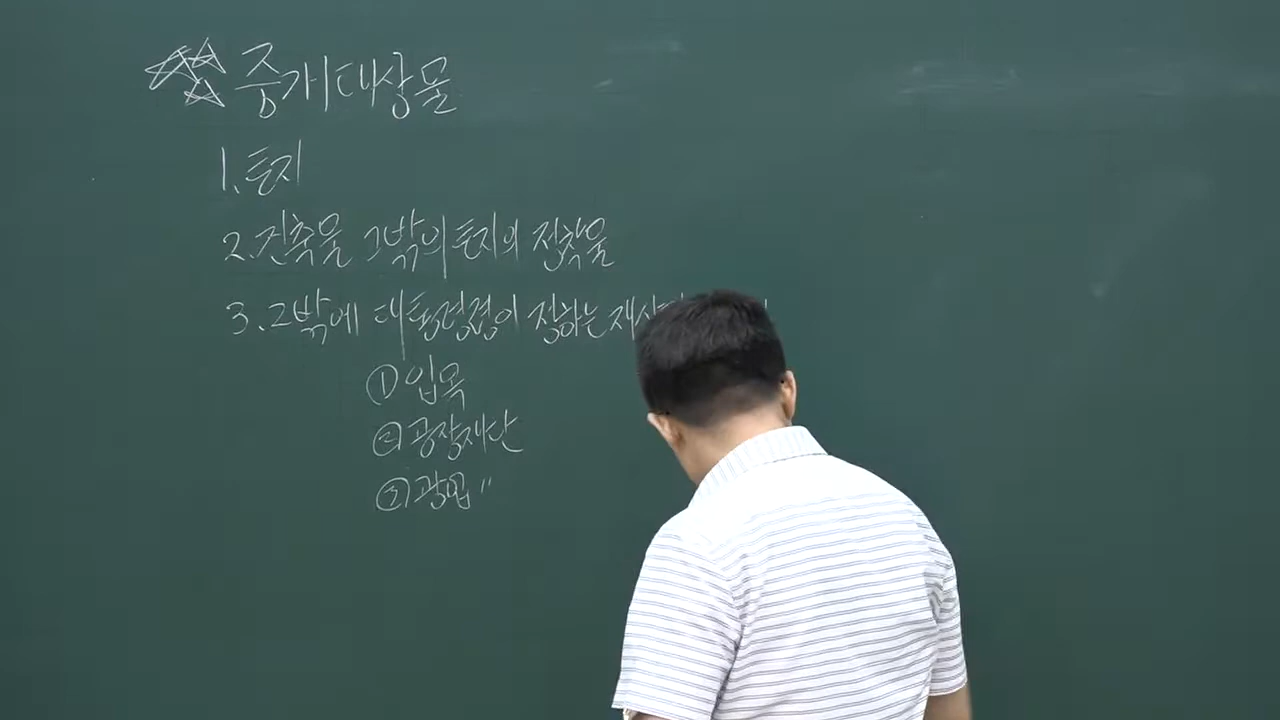 중개대상물
1. 토지
2. 건축물 그밖의 토지의 정착물
3. 그밖에 대통령령이 정하는 재산
① 입목
② 공장재단
③ 광업 〃